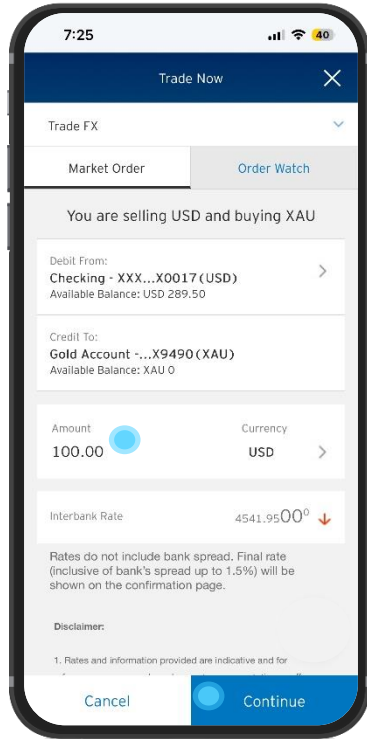 7:25
40
Trade Now
Trade FX
Market Order
Order Watch
You are selling USD and buying XAU
Debit From:
Checking - XXX...X0017(USD)
Available Balance: USD 289.50
Credit To:
Gold Account -...X9490(XAU)
Available Balance: XAU 0
Amount
Currency
100.00
USD
Interbank Rate
4541.9500⁰
Rates do not include bank spread. Final rate
(inclusive of bank's spread up to 1.5%) will be
shown on the confirmation
page.
Disclaimer:
1. Rates and information provided are indicative and for
Cancel
Continue